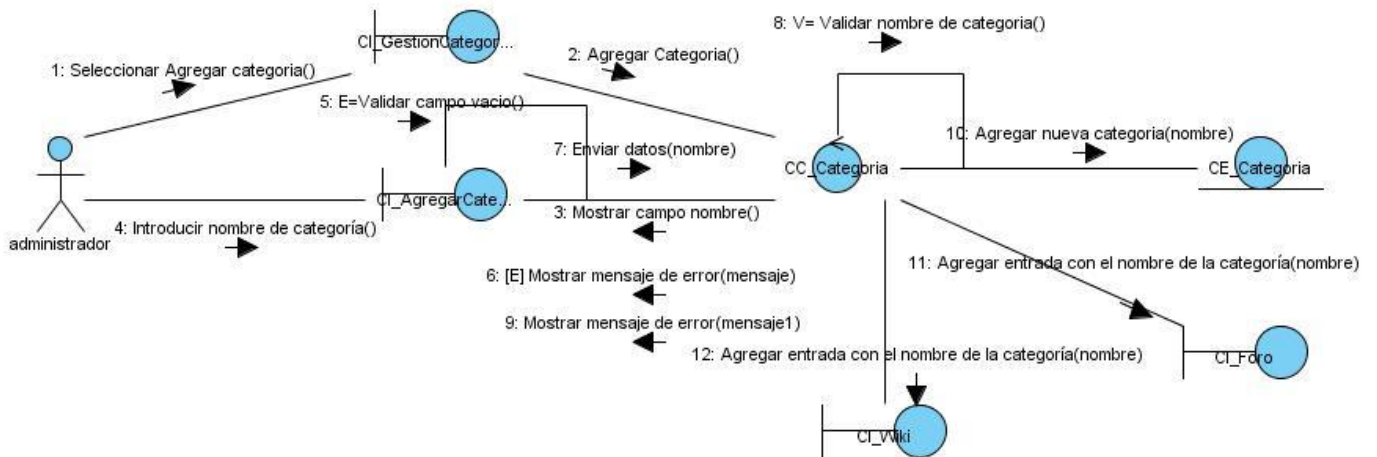 8: V= Validar nombre de categoria()
CI_GestionCategor...
2: Agregar Categoria()
1: Seleccionar Agregar categoria()
5: E=Validar campo vacio()
10: Agregar nueva categoria(nombre)
7: Enviar datos(nombre)
CC_Categoria
CE_Categoria
CI_AgregarCate...
3: Mostrar campo nombre()
4: Introducir nombre de categoría()
administrador
11: Agregar entrada con el nombre de la categoría(nombre)
6: [E] Mostrar mensaje de error(mensaje)
9: Mostrar mensaje de error(mensaje1)
12: Agregar entrada con el nombre de la categoría(nombre)
CI_Foro
CI_Wiki